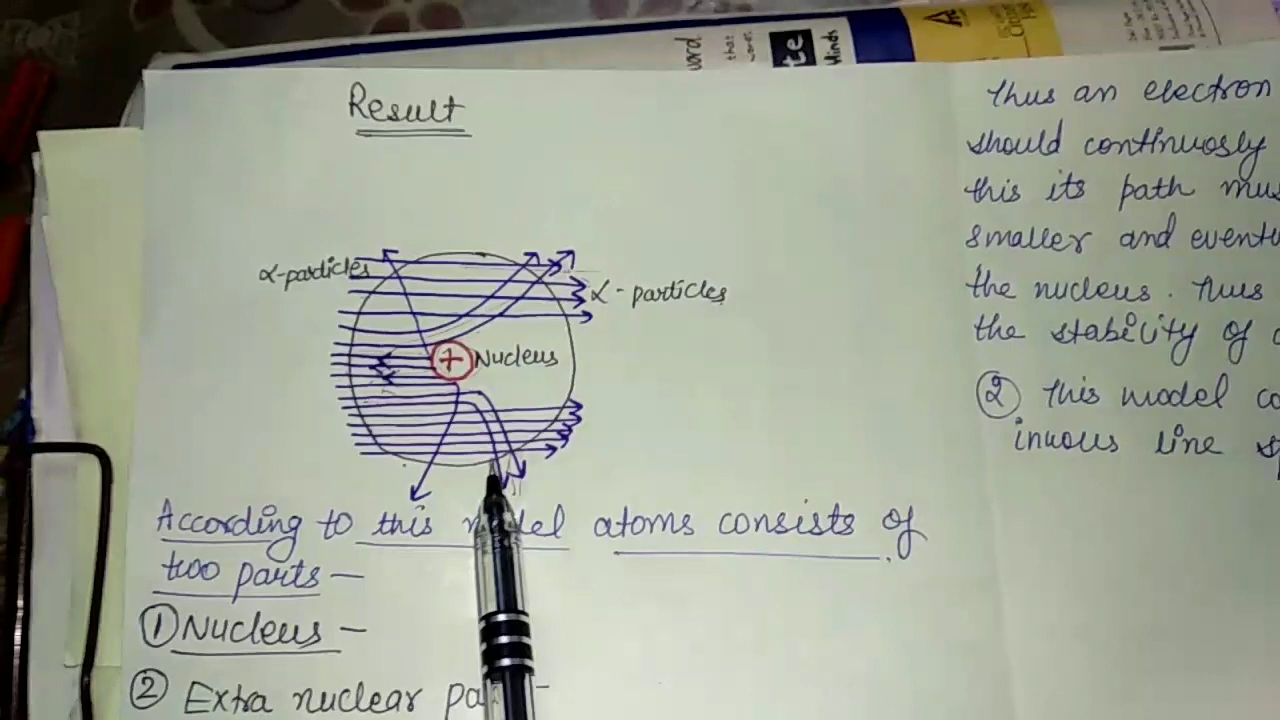 Result
α-particles
α-particles
+ Nucleus
According to this model atoms consists of
two parts —
① Nucleus —
② Extra nuclear
thus an electron
should continuosly
this its path
smaller and
the nucleus. Thus
the stability of
② This model
inuous line
word
that